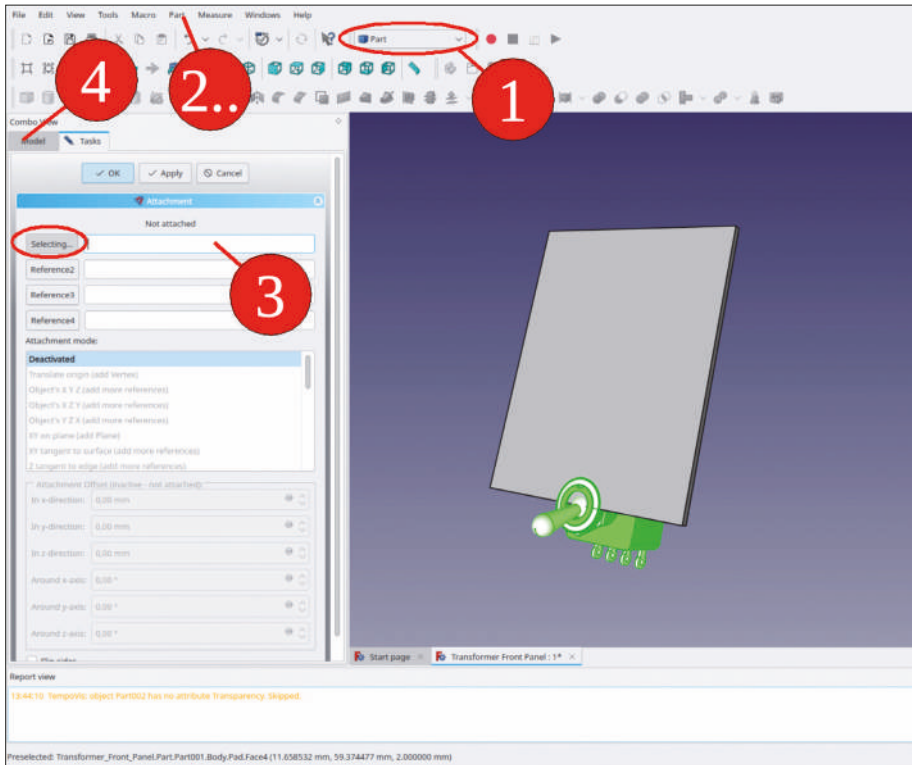 File Edit View Tools Macro Part Measure Windows Help
Part
1
2..
4
Combo View
Model Tasks
OK Apply Cancel
Attachment
Not attached
Selecting...
Reference2
Reference3
Reference4
3
Attachment mode:
Deactivated
Translate origin (add Vertex)
Object's X Y Z (add more references)
Object's X Z Y (add more references)
Object's Y Z X (add more references)
XY on plane (add Plane)
XY tangent to surface (add more references)
Z tangent to edge (add more references)
Attachment Offset (inactive - not attached):
In x-direction: 0,00 mm
In y-direction: 0,00 mm
In z-direction: 0,00 mm
Around x-axis: 0,00 °
Around y-axis: 0,00 °
Around z-axis: 0,00 °
Flip sides
Start page Transformer Front Panel : 1*
Report view
13:44:10 TempoVis: object Part002 has no attribute Transparency. Skipped.
Preselected: Transformer_Front_Panel.Part.Part001.Body.Pad.Face4 (11.658532 mm, 59.374477 mm, 2.000000 mm)